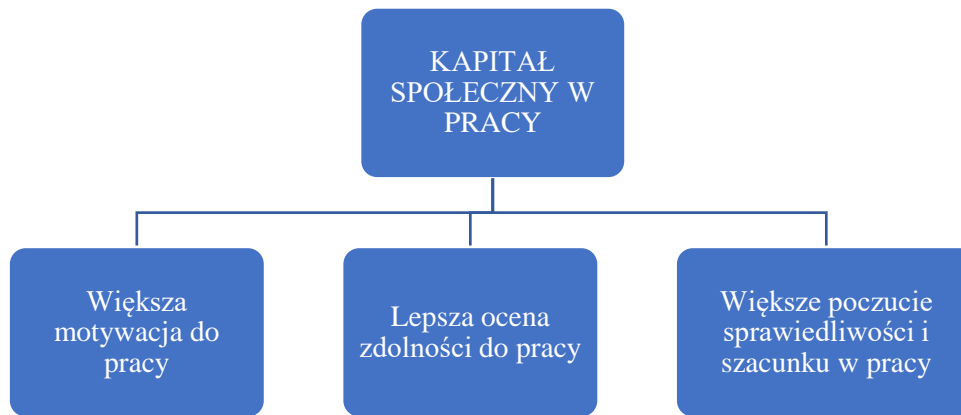 KAPITAŁ
SPOŁECZNY W
PRACY
Większa
motywacja do
pracy
Lepsza ocena
zdolności do pracy
Większe poczucie
sprawiedliwości i
szacunku w pracy